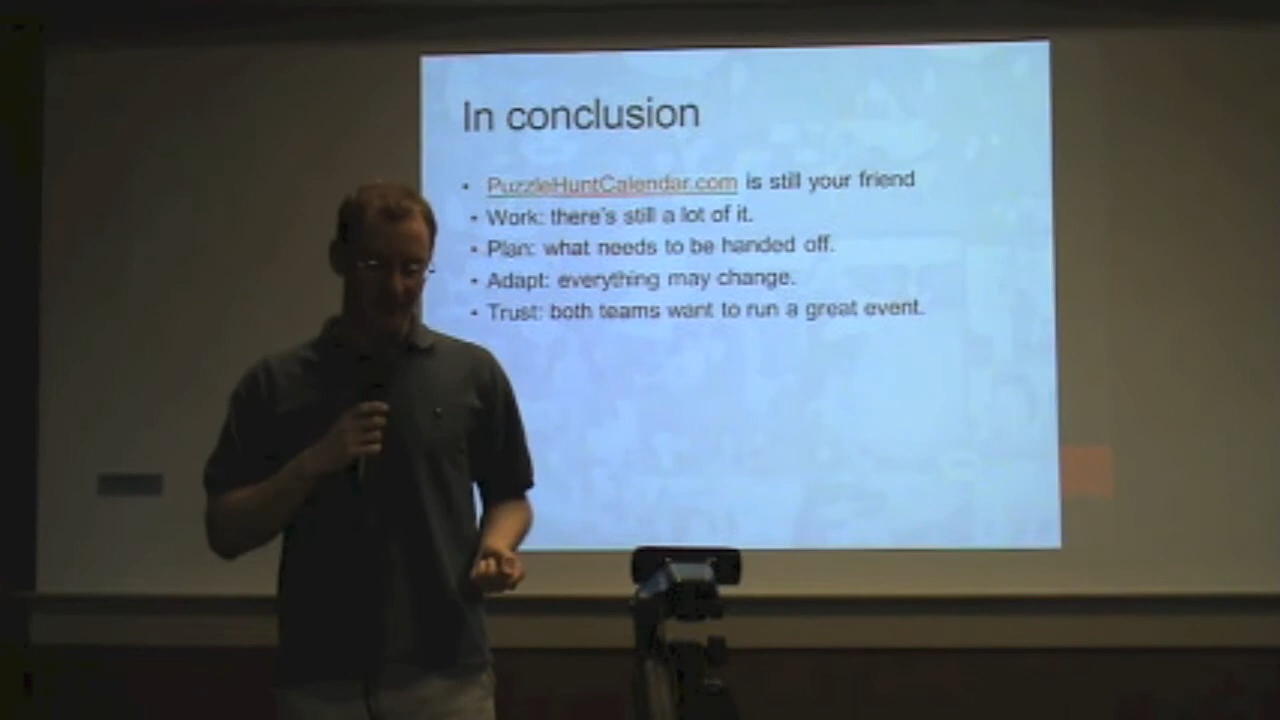 In conclusion
• PuzzleHuntCalendar.com is still your friend
• Work: there's still a lot of it.
• Plan: what needs to be handed off.
• Adapt: everything may change.
• Trust: both teams want to run a great event.